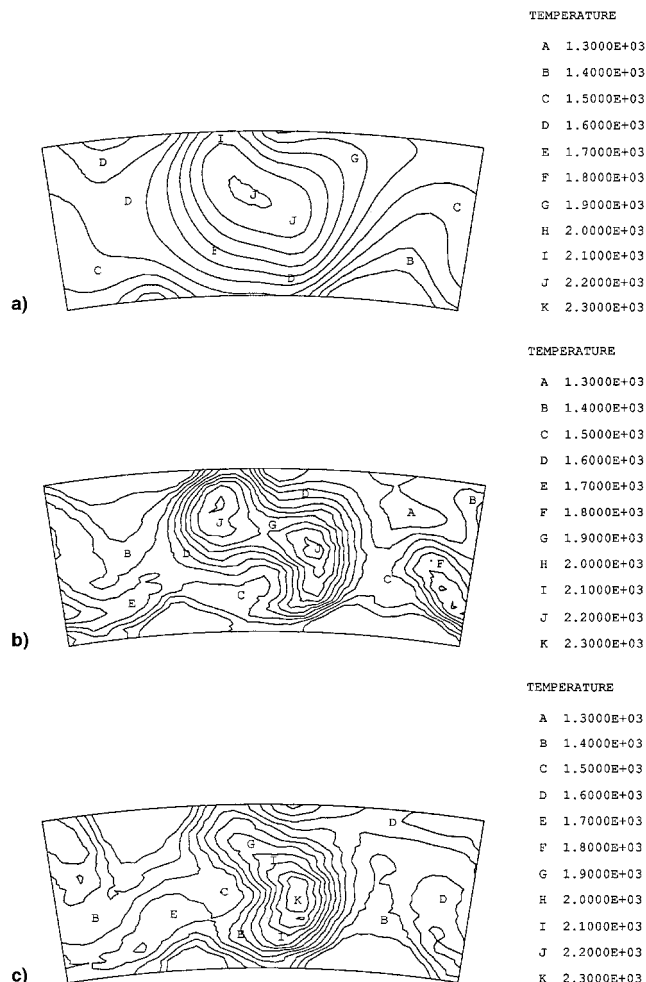 TEMPERATURE
A 1.3000E+03
B 1.4000E+03
C 1.5000E+03
D 1.6000E+03
E 1.7000E+03
F 1.8000E+03
G 1.9000E+03
H 2.0000E+03
I 2.1000E+03
J 2.2000E+03
K 2.3000E+03
I
D
G
J
D
J
C
B
C
D
a)
TEMPERATURE
A 1.3000E+03
B 1.4000E+03
C 1.5000E+03
D 1.6000E+03
E 1.7000E+03
F 1.8000E+03
G 1.9000E+03
H 2.0000E+03
I 2.1000E+03
J 2.2000E+03
K 2.3000E+03
D
B
A
J
G
B
D
J
F
C
C
E
b)
TEMPERATURE
A 1.3000E+03
B 1.4000E+03
C 1.5000E+03
D 1.6000E+03
E 1.7000E+03
F 1.8000E+03
G 1.9000E+03
H 2.0000E+03
I 2.1000E+03
J 2.2000E+03
K 2.3000E+03
D
G
I
C
K
D
B
E
B
E
I
c)